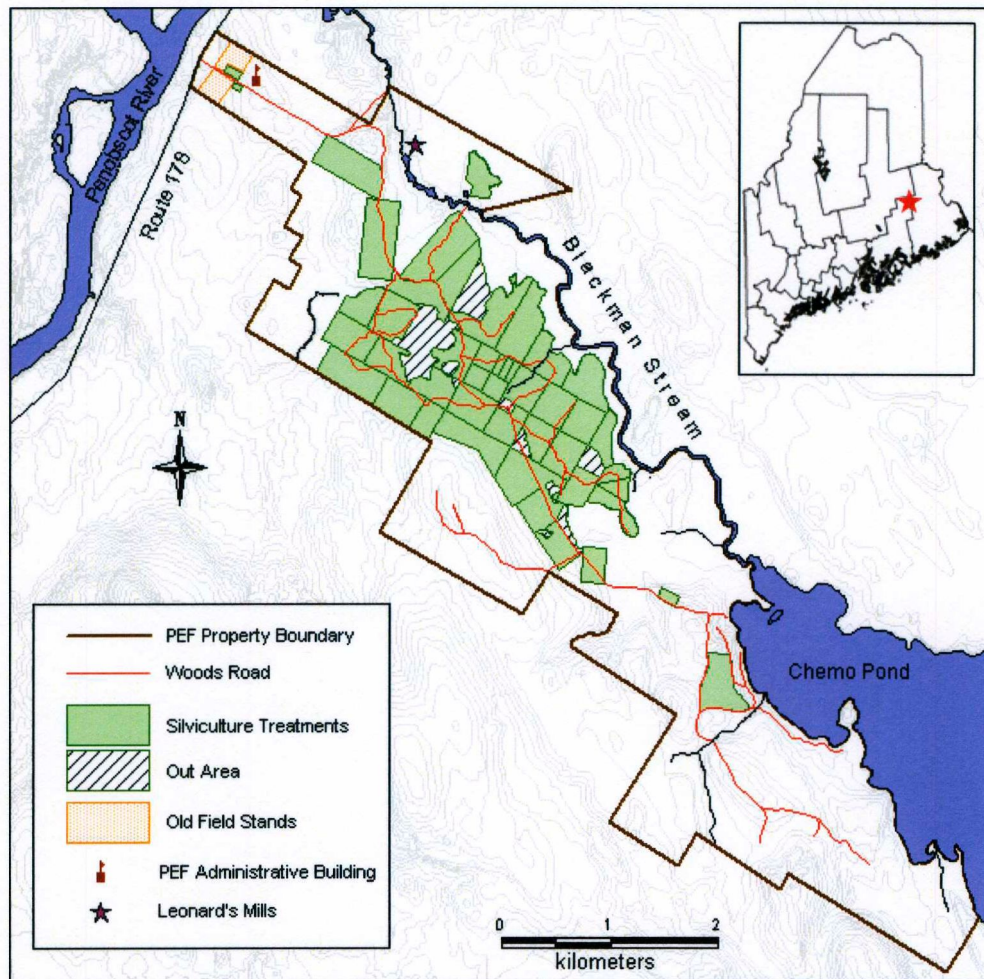 Penobscot River
Route 178
Blackman Stream
N
Chemo Pond
PEF Property Boundary
Woods Road
Silviculture Treatments
Out Area
Old Field Stands
PEF Administrative Building
Leonard's Mills
0 1 2
kilometers